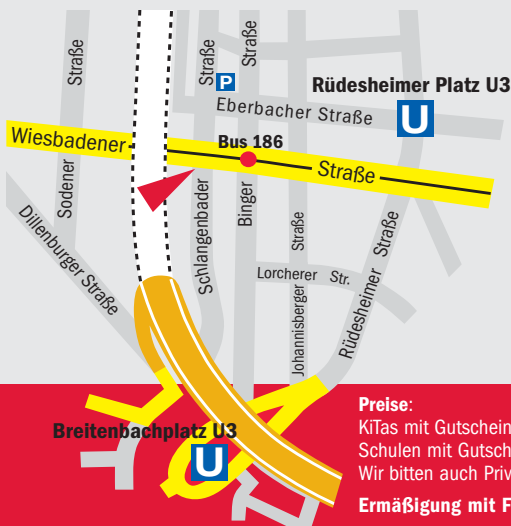 Straße
Straße
Straße
P
Rüdesheimer Platz U3
Eberbacher Straße
U
Wiesbadener
Bus 186
Straße
Sodener
Schlangenbader
Binger
Straße
Johannisberger
Rüdesheimer Straße
Dillenburger Straße
Lorcherer Str.
Breitenbachplatz U3
U
Preise:
KiTas mit Gutschein
Schulen mit Gutsch
Wir bitten auch Priv
Ermäßigung mit F